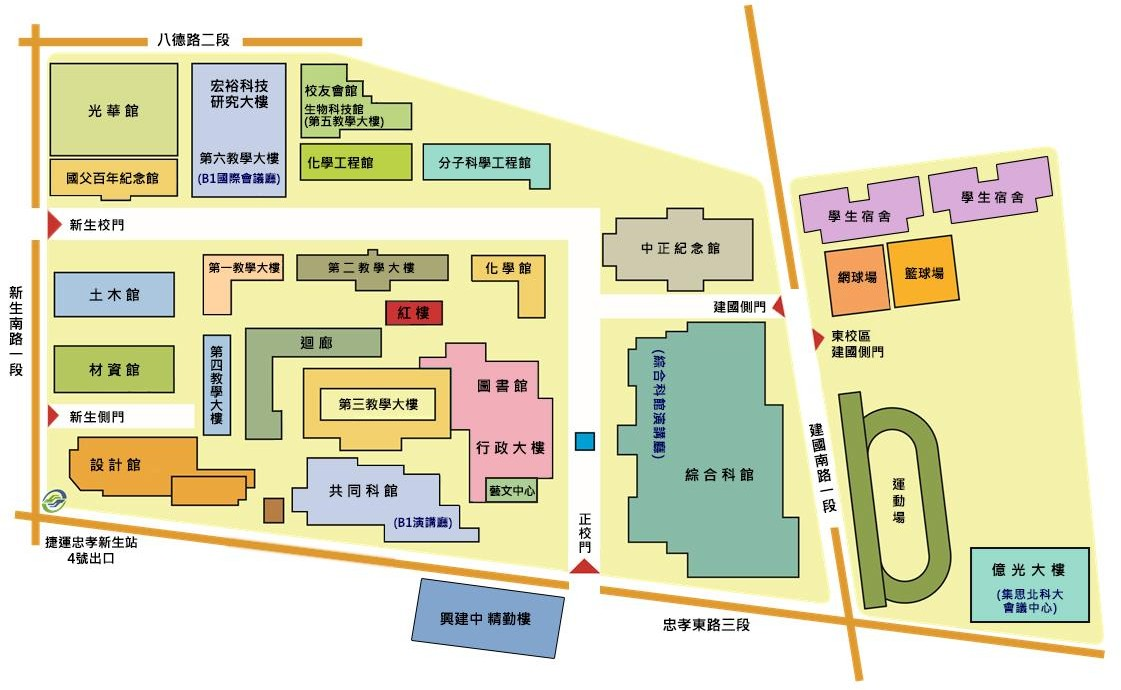 八德路二段
光華館
宏裕科技
研究大樓
第六教學大樓
(B1國際會議廳)
校友會館
生物科技館
(第五教學大樓)
國父百年紀念館
化學工程館
分子科學工程館
新生校門
中正紀念館
學生宿舍
學生宿舍
網球場
籃球場
土木館
第一教學大樓
第二教學大樓
化學館
紅樓
建國側門
東校區
建國側門
新生南路一段
材資館
第四教學大樓
迴廊
第三教學大樓
圖書館
行政大樓
藝文中心
新生側門
設計館
共同科館
(B1演講廳)
(綜合科館演講廳)
綜合科館
建國南路一段
運動場
正校門
捷運忠孝新生站
4號出口
興建中 精勤樓
忠孝東路三段
億光大樓
(集思北科大
會議中心)